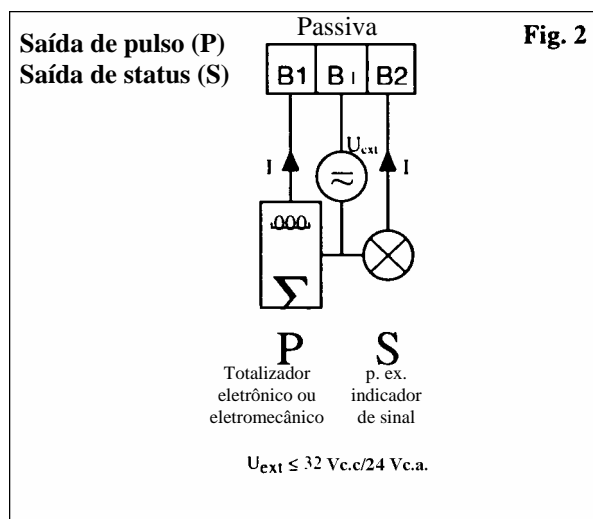 Saída de pulso (P)
Saída de status (S)
Passiva
Fig. 2
B1 B⊥ B2
I
Uext
I
000
Σ
P
S
Totalizador
eletrônico ou
eletromecânico
p. ex.
indicador
de sinal
Uext ≤ 32 Vc.c/24 Vc.a.